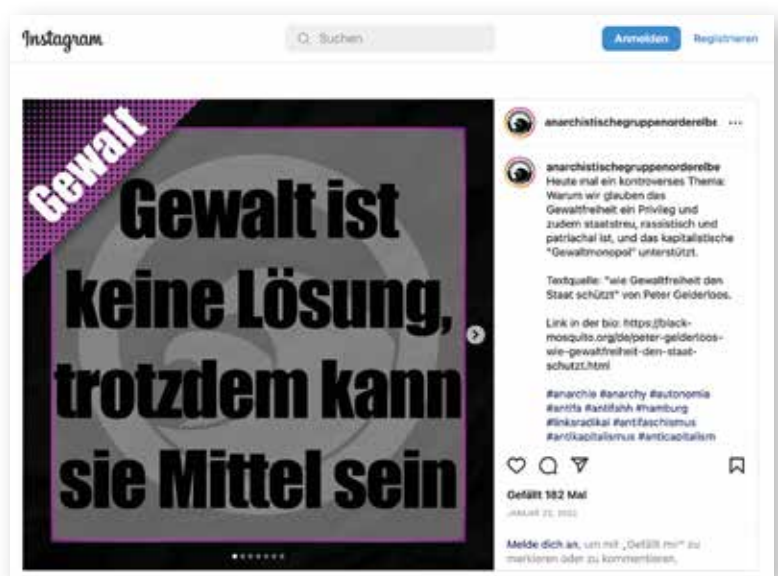 Instagram
Suchen
Anmelden
Registrieren
Gewalt
Gewalt ist
keine Lösung,
trotzdem kann
sie Mittel sein
anarchistischegruppenorderelbe ...
anarchistischegruppenorderelbe
Heute mal ein kontroverses Thema:
Warum wir glauben das
Gewaltfreiheit ein Privileg und
zudem staatstreu, rassistisch und
patriachal ist, und das kapitalistische
"Gewaltmonopol" unterstützt.
Textquelle: "wie Gewaltfreiheit den
Staat schützt" von Peter Gelderloos.
Link in der bio: https://black-
mosquito.org/de/peter-gelderloos-
wie-gewaltfreiheit-den-staat-
schutzt.html
#anarchie #anarchy #autonomia
#antifa #antifahh #hamburg
#linksradikal #antifaschismus
#antikapitalismus #anticapitalism
Gefällt 182 Mal
JANUAR 22, 2022
Melde dich an, um mit „Gefällt mir“ zu
markieren oder zu kommentieren.